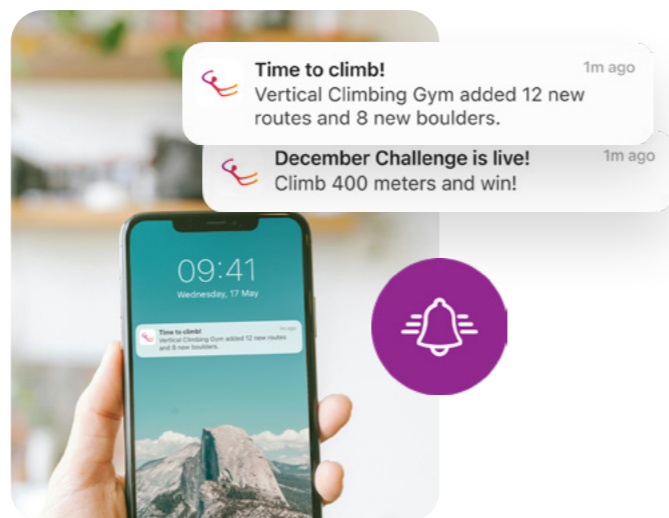 Time to climb!
1m ago
Vertical Climbing Gym added 12 new
routes and 8 new boulders.
December Challenge is live!
1m ago
Climb 400 meters and win!
09:41
Wednesday, 17 May
Time to climb!
1m ago
Vertical Climbing Gym added 12 new routes
and 8 new boulders.